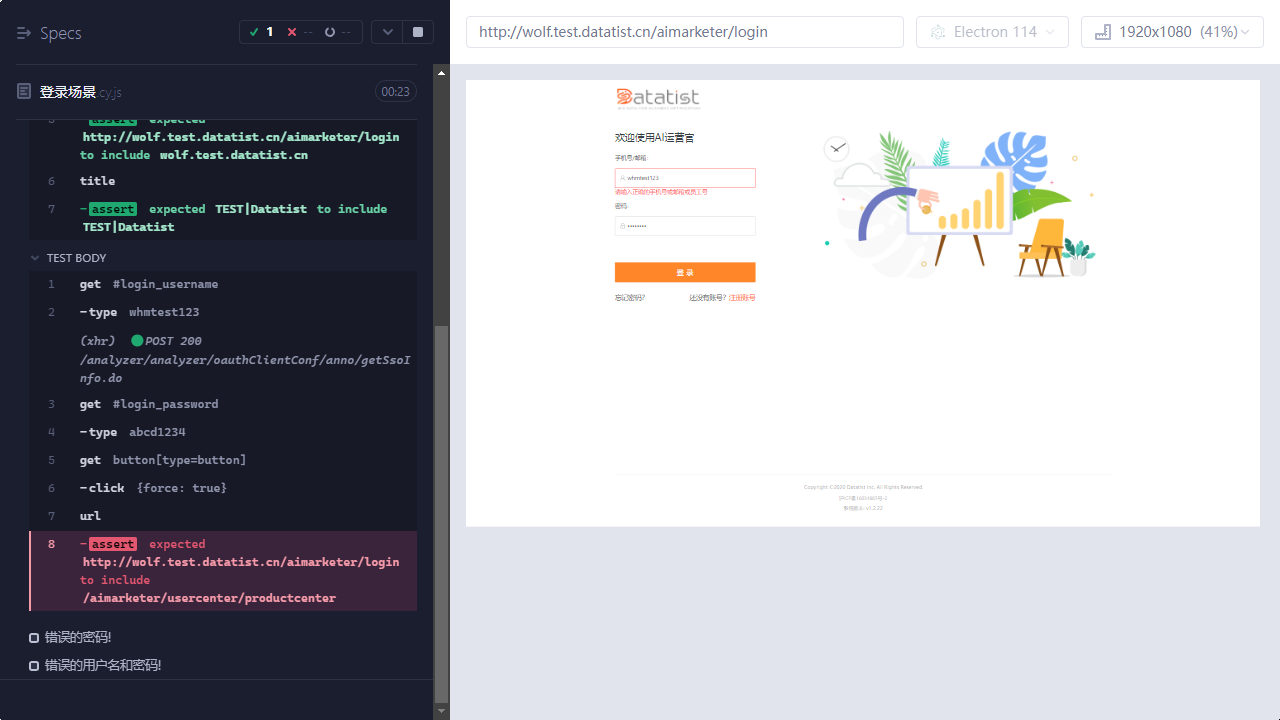 Specs
1
--
--
登录场景.cy.js
00:23
5 -assert expected
http://wolf.test.datatist.cn/aimarketer/login
to include wolf.test.datatist.cn
6 title
7 -assert expected TEST|Datatist to include
TEST|Datatist
TEST BODY
1 get #login_username
2 -type whmtest123
(xhr) POST 200
/analyzer/analyzer/oauthClientConf/anno/getSsoI
nfo.do
3 get #login_password
4 -type abcd1234
5 get button[type=button]
6 -click {force: true}
7 url
8 -assert expected
http://wolf.test.datatist.cn/aimarketer/login
to include
/aimarketer/usercenter/productcenter
错误的密码!
错误的用户名和密码!
http://wolf.test.datatist.cn/aimarketer/login
Electron 114
1920x1080 (41%)
Datatist
欢迎使用AI运营官
手机号/邮箱:
whmtest123
请输入正确的手机号或邮箱或员工号
密码:
••••••••
登 录
忘记密码?
还没有账号? 注册账号
Copyright ©2020 Datatist Inc. All Rights Reserved